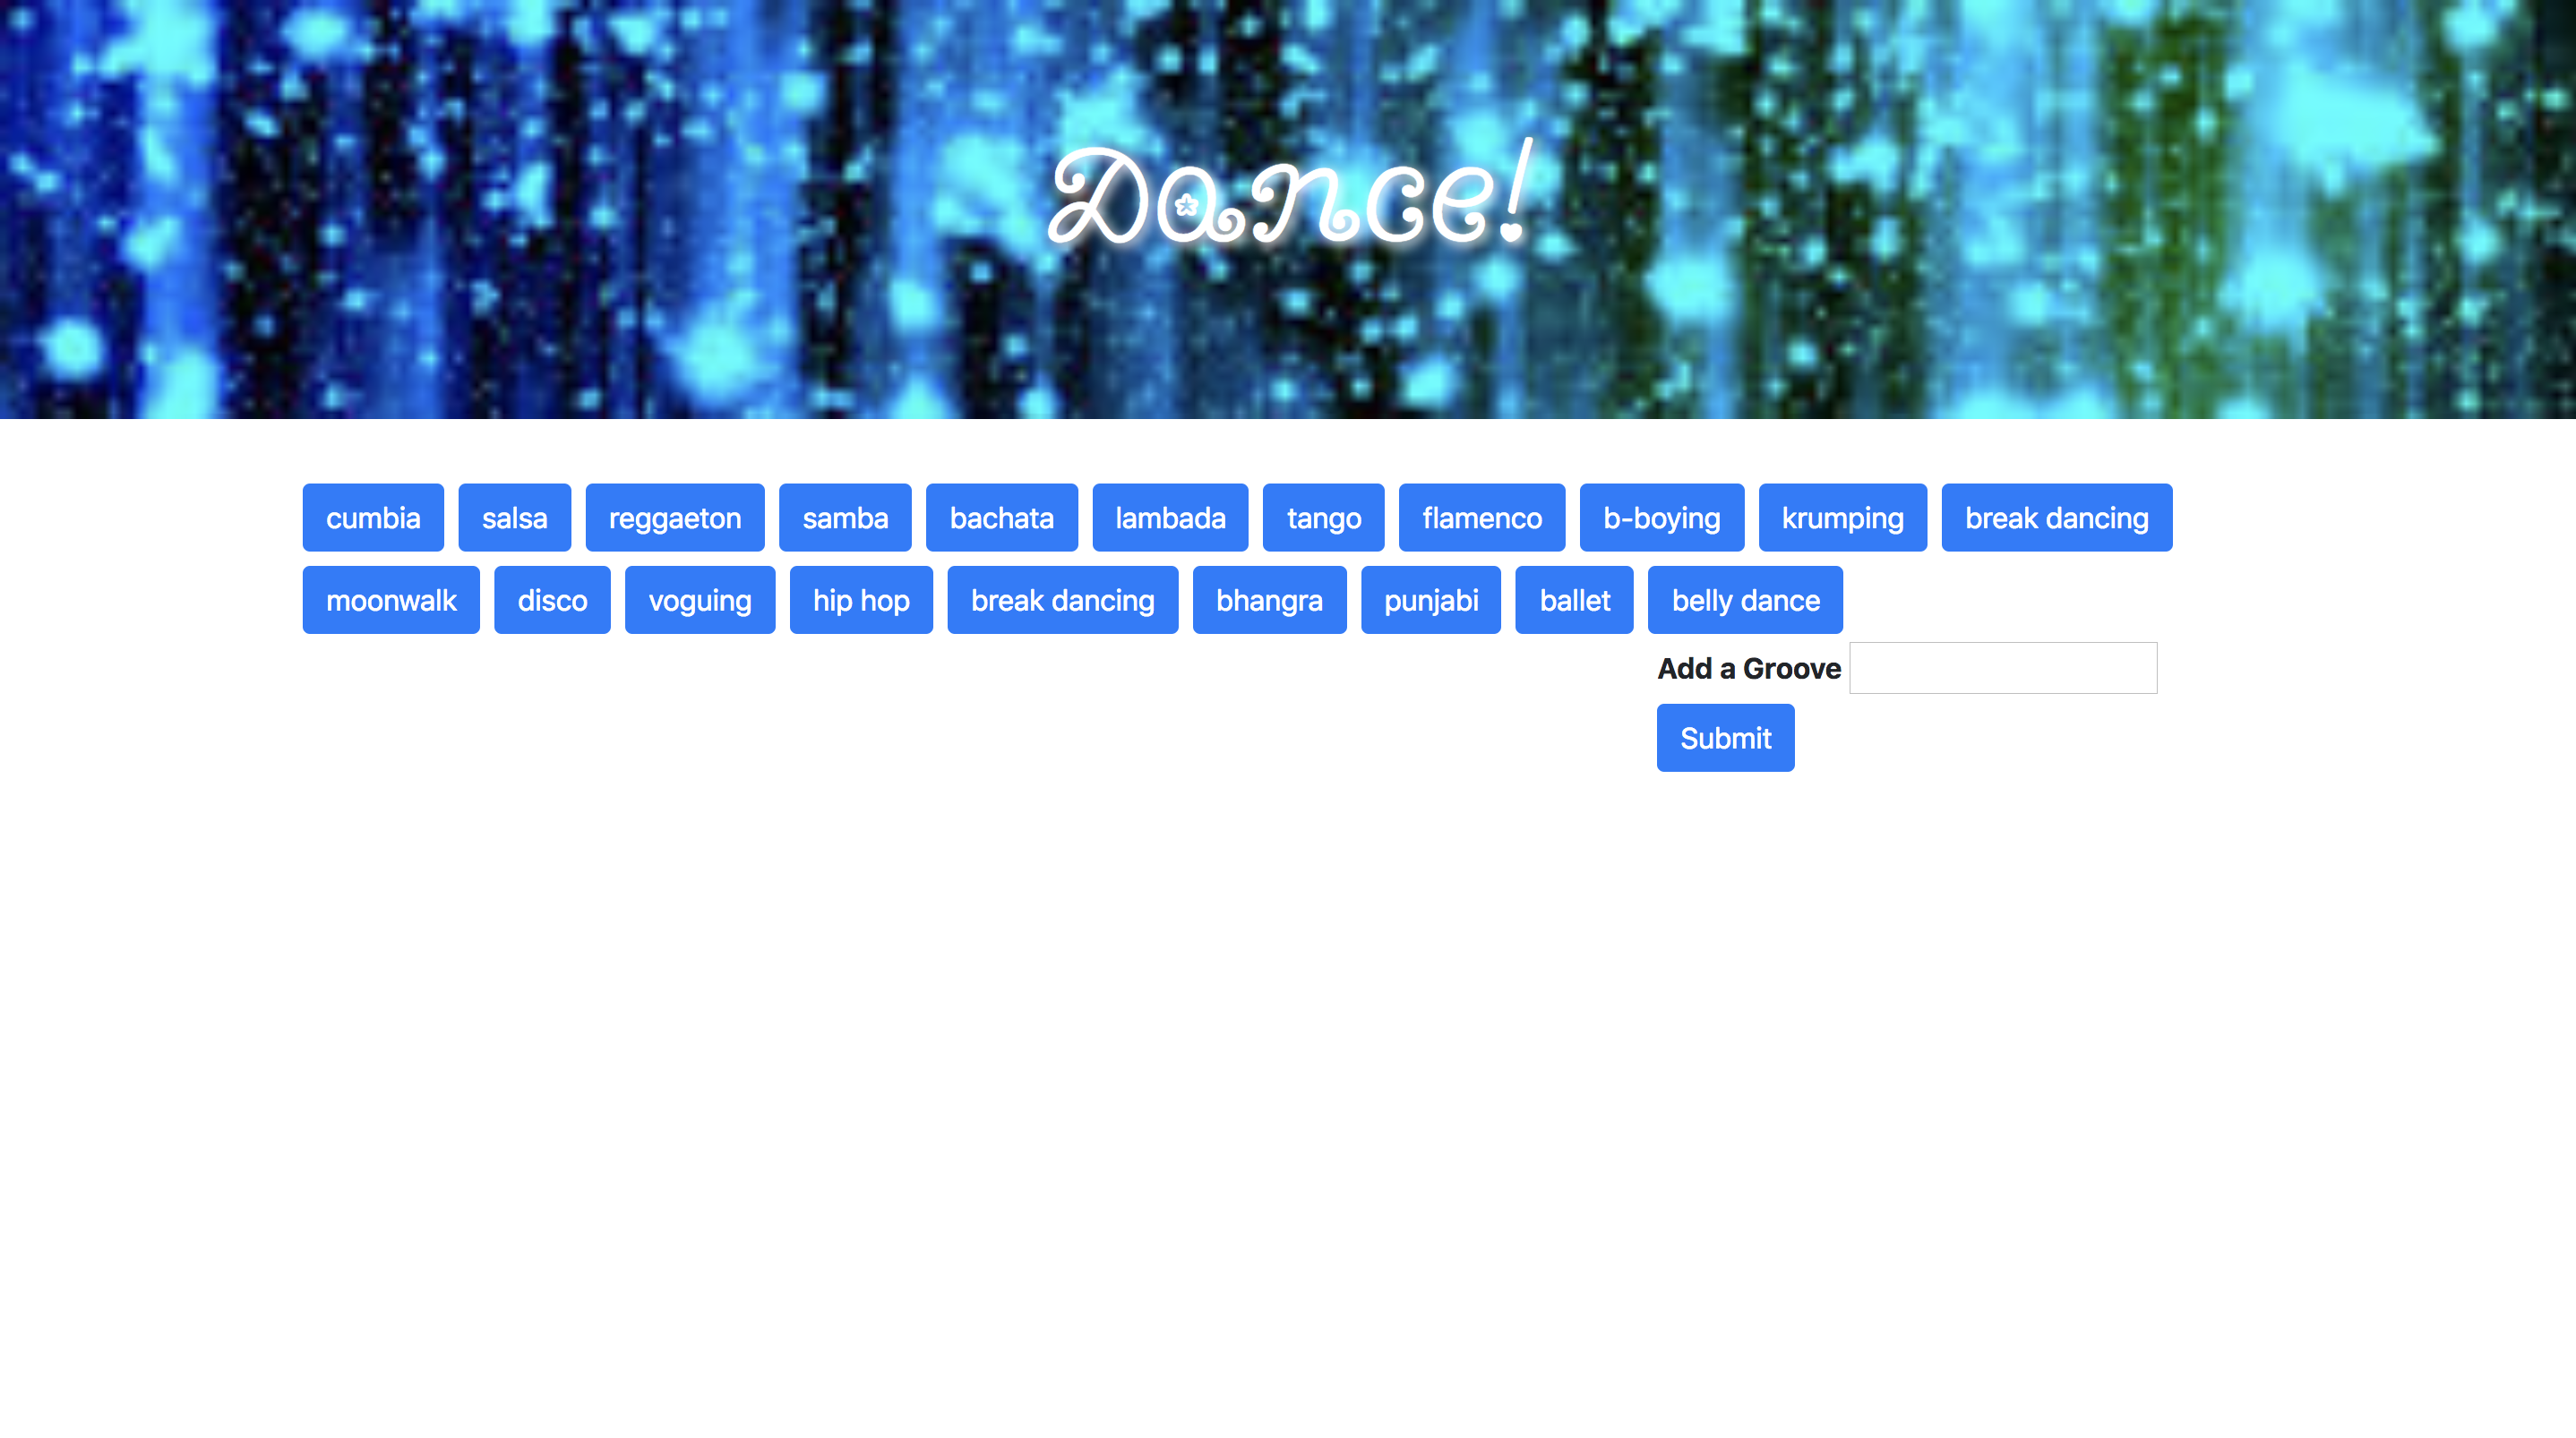 Dance!
cumbia salsa reggaeton samba bachata lambada tango flamenco b-boying krumping break dancing
moonwalk disco voguing hip hop break dancing bhangra punjabi ballet belly dance
Add a Groove
Submit